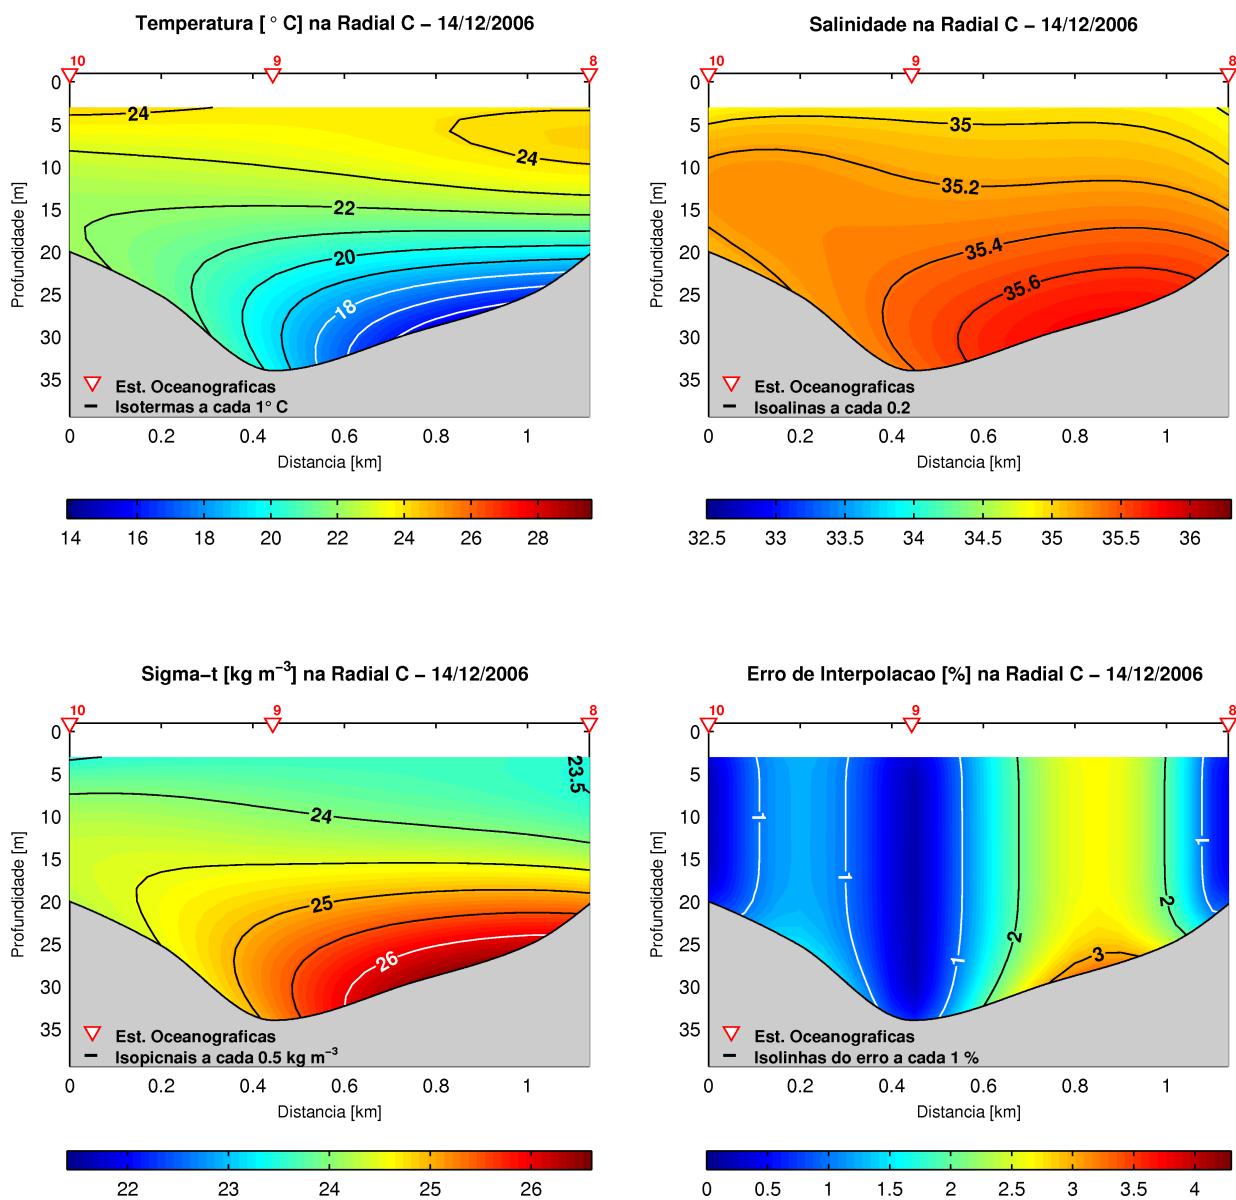 Temperatura [ ° C] na Radial C – 14/12/2006
10 9 8
0
5
10
15
20
25
30
35
Profundidade [m]
24
24
22
20
18
Est. Oceanograficas
Isotermas a cada 1° C
0 0.2 0.4 0.6 0.8 1
Distancia [km]
14 16 18 20 22 24 26 28
Salinidade na Radial C – 14/12/2006
10 9 8
0
5
10
15
20
25
30
35
Profundidade [m]
35
35.2
35.4
35.6
Est. Oceanograficas
Isoalinas a cada 0.2
0 0.2 0.4 0.6 0.8 1
Distancia [km]
32.5 33 33.5 34 34.5 35 35.5 36
Sigma–t [kg m⁻³] na Radial C – 14/12/2006
10 9 8
0
5
10
15
20
25
30
35
Profundidade [m]
23.5
24
25
26
Est. Oceanograficas
Isopicnais a cada 0.5 kg m⁻³
0 0.2 0.4 0.6 0.8 1
Distancia [km]
22 23 24 25 26
Erro de Interpolacao [%] na Radial C – 14/12/2006
10 9 8
0
5
10
15
20
25
30
35
Profundidade [m]
1
1
1
1
2
2
3
Est. Oceanograficas
Isolinhas do erro a cada 1 %
0 0.2 0.4 0.6 0.8 1
Distancia [km]
0 0.5 1 1.5 2 2.5 3 3.5 4